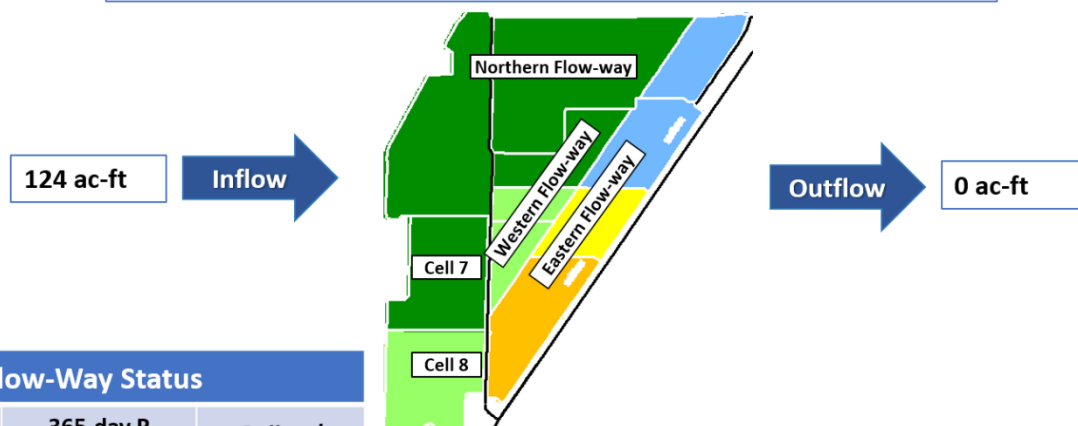 Northern Flow-way
124 ac-ft
Inflow
Western Flow-way
Eastern Flow-way
Outflow
0 ac-ft
Cell 7
Cell 8
low-Way Status
365-day P